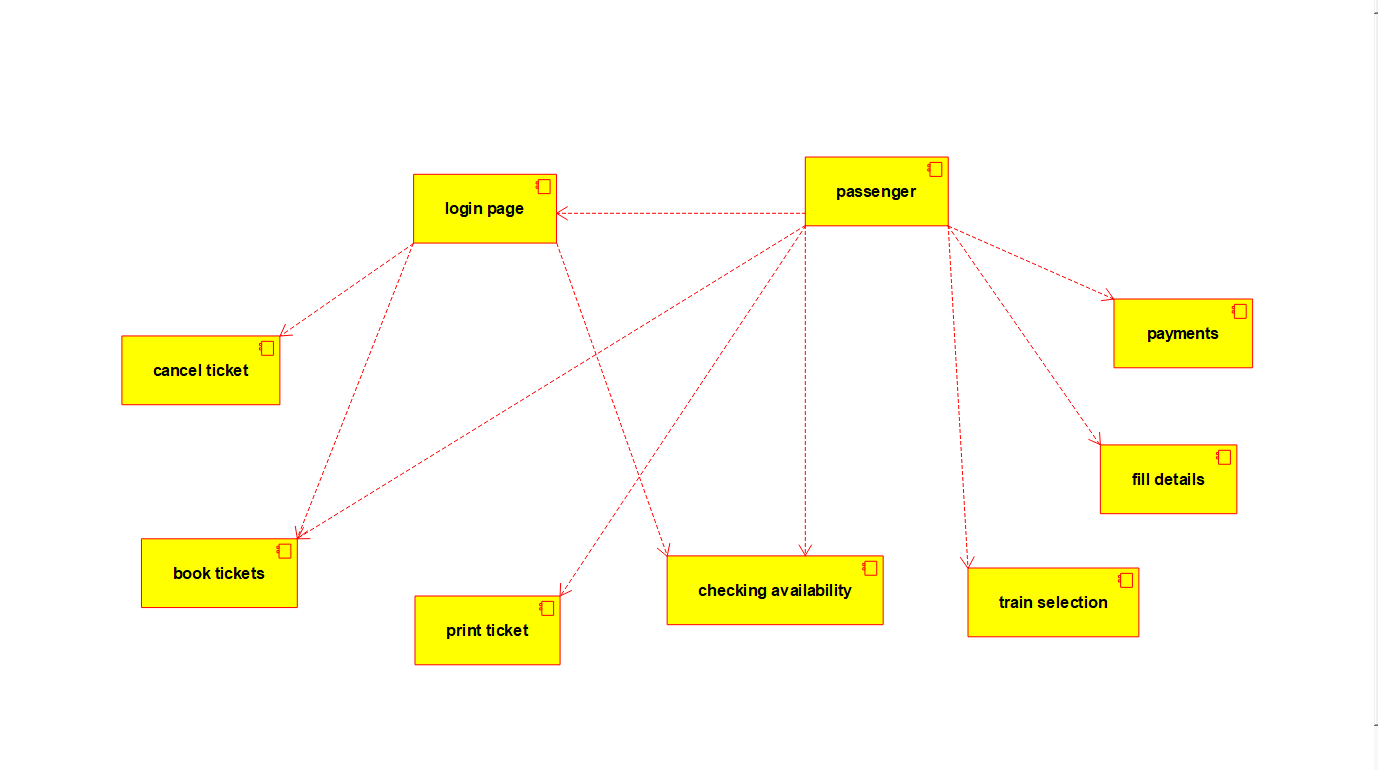 passenger
login page
payments
cancel ticket
fill details
book tickets
checking availability
train selection
print ticket